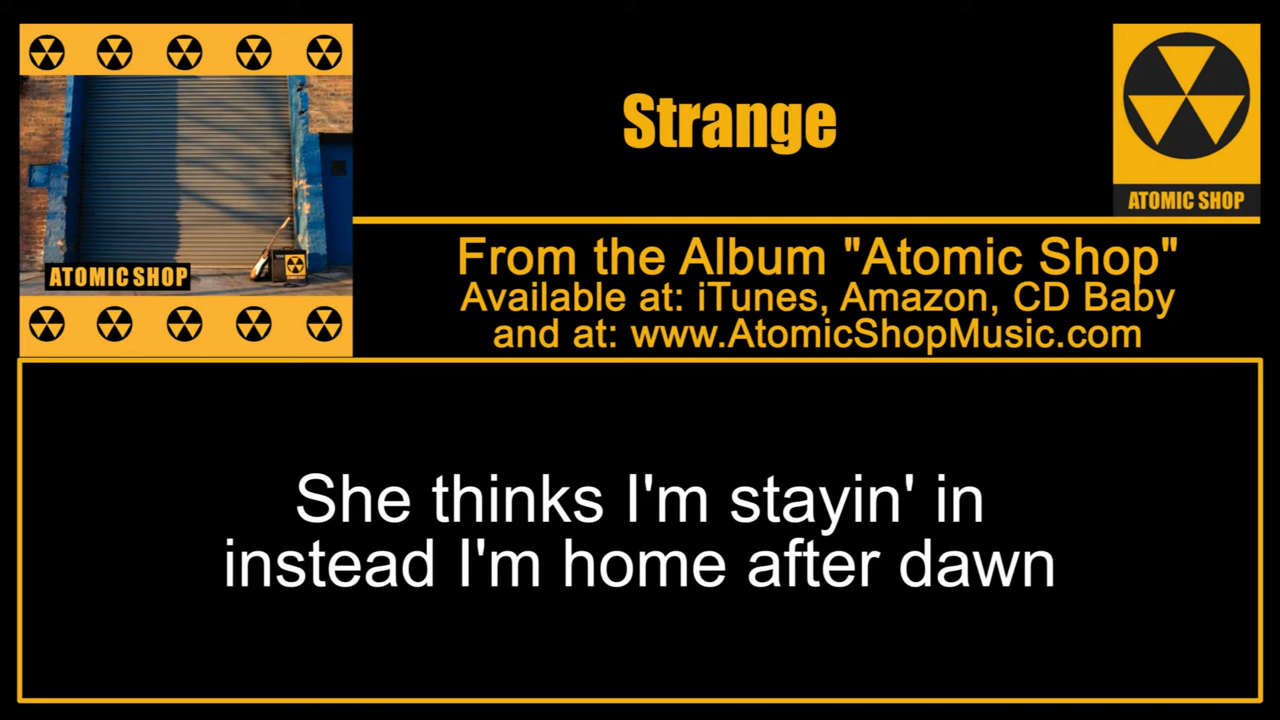 Strange
ATOMIC SHOP
From the Album "Atomic Shop"
Available at: iTunes, Amazon, CD Baby
and at: www.AtomicShopMusic.com
ATOMIC SHOP
She thinks I'm stayin' in
instead I'm home after dawn